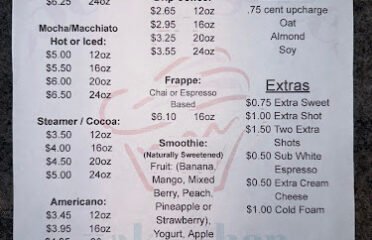 $6.25 24oz
Mocha/Macchiato
Hot or Iced:
$5.00 12oz
$5.50 16oz
$6.00 20oz
$6.50 24oz
Steamer / Cocoa:
$3.50 12oz
$4.00 16oz
$4.50 20oz
$5.00 24oz
Americano:
$3.45 12oz
$3.95 16oz
$2.65 12oz
$2.95 16oz
$3.25 20oz
$3.55 24oz
Frappe:
Chai or Espresso
Based
$6.10 16oz
Smoothie:
(Naturally Sweetened)
Fruit: (Banana,
Mango, Mixed
Berry, Peach,
Pineapple or
Strawberry),
Yogurt, Apple
.75 cent upcharge
Oat
Almond
Soy
Extras
$0.75 Extra Sweet
$1.00 Extra Shot
$1.50 Two Extra
Shots
$0.50 Sub White
Espresso
$0.50 Extra Cream
Cheese
$1.00 Cold Foam